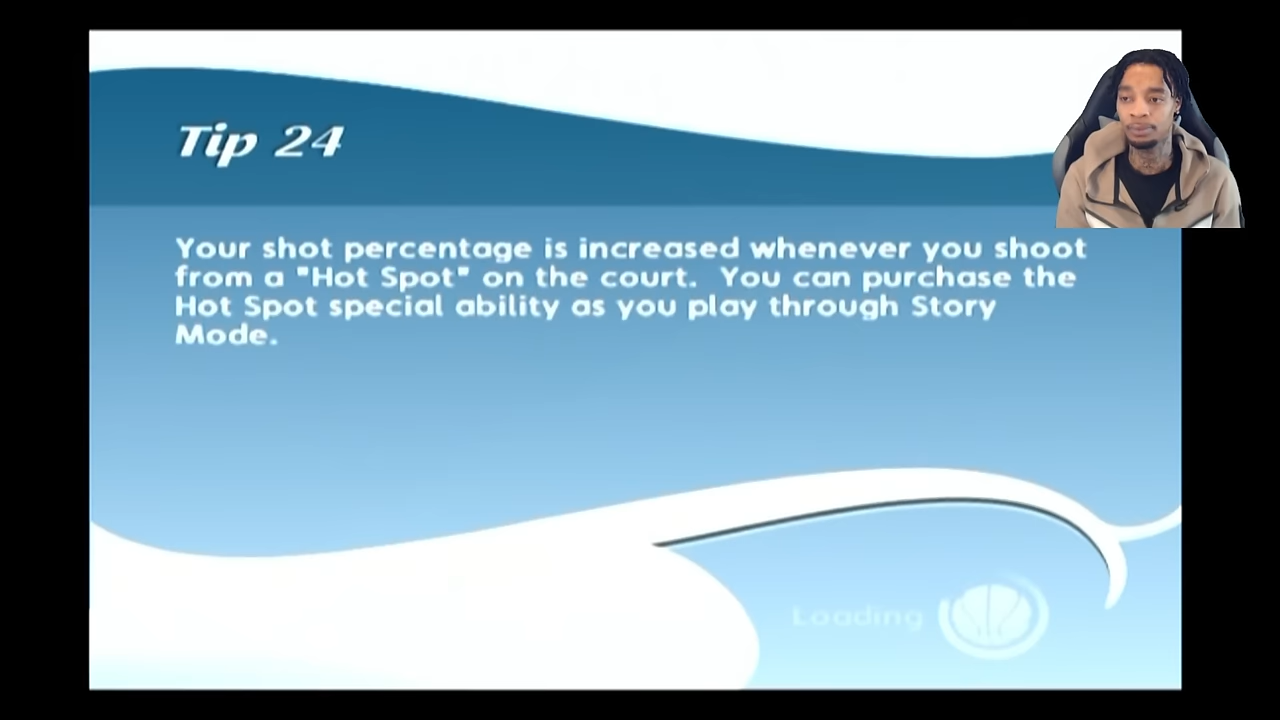 Tip 24
Your shot percentage is increased whenever you shoot
from a "Hot Spot" on the court.  You can purchase the
Hot Spot special ability as you play through Story
Mode.
Loading